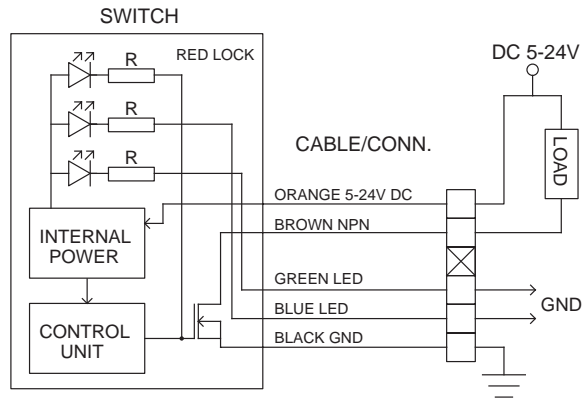 SWITCH
RED LOCK
R
R
R
DC 5-24V
CABLE/CONN.
LOAD
ORANGE 5-24V DC
BROWN NPN
INTERNAL
POWER
GREEN LED
BLUE LED
GND
CONTROL
UNIT
BLACK GND